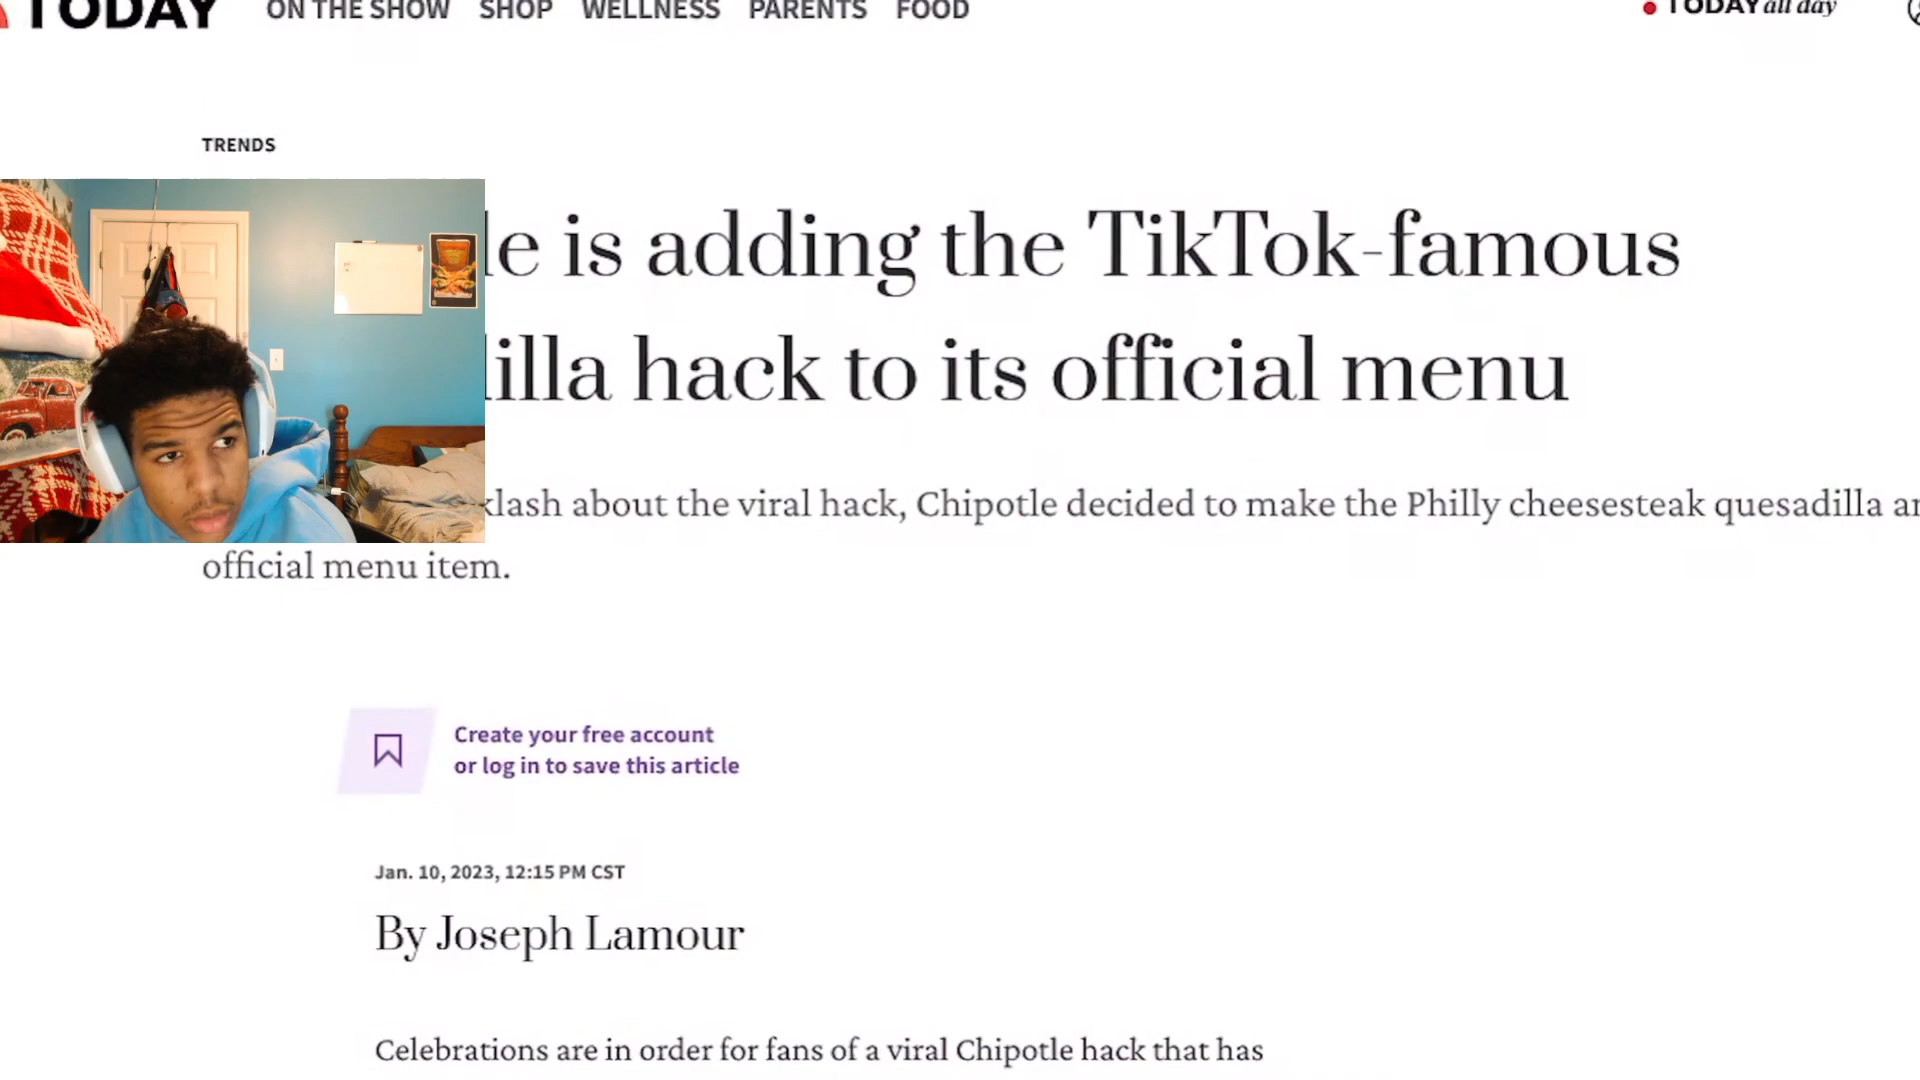 TODAY ON THE SHOW SHOP WELLNESS PARENTS FOOD TODAY all day
TRENDS
le is adding the TikTok-famous
illa hack to its official menu
klash about the viral hack, Chipotle decided to make the Philly cheesesteak quesadilla an
official menu item.
Create your free account
or log in to save this article
Jan. 10, 2023, 12:15 PM CST
By Joseph Lamour
Celebrations are in order for fans of a viral Chipotle hack that has